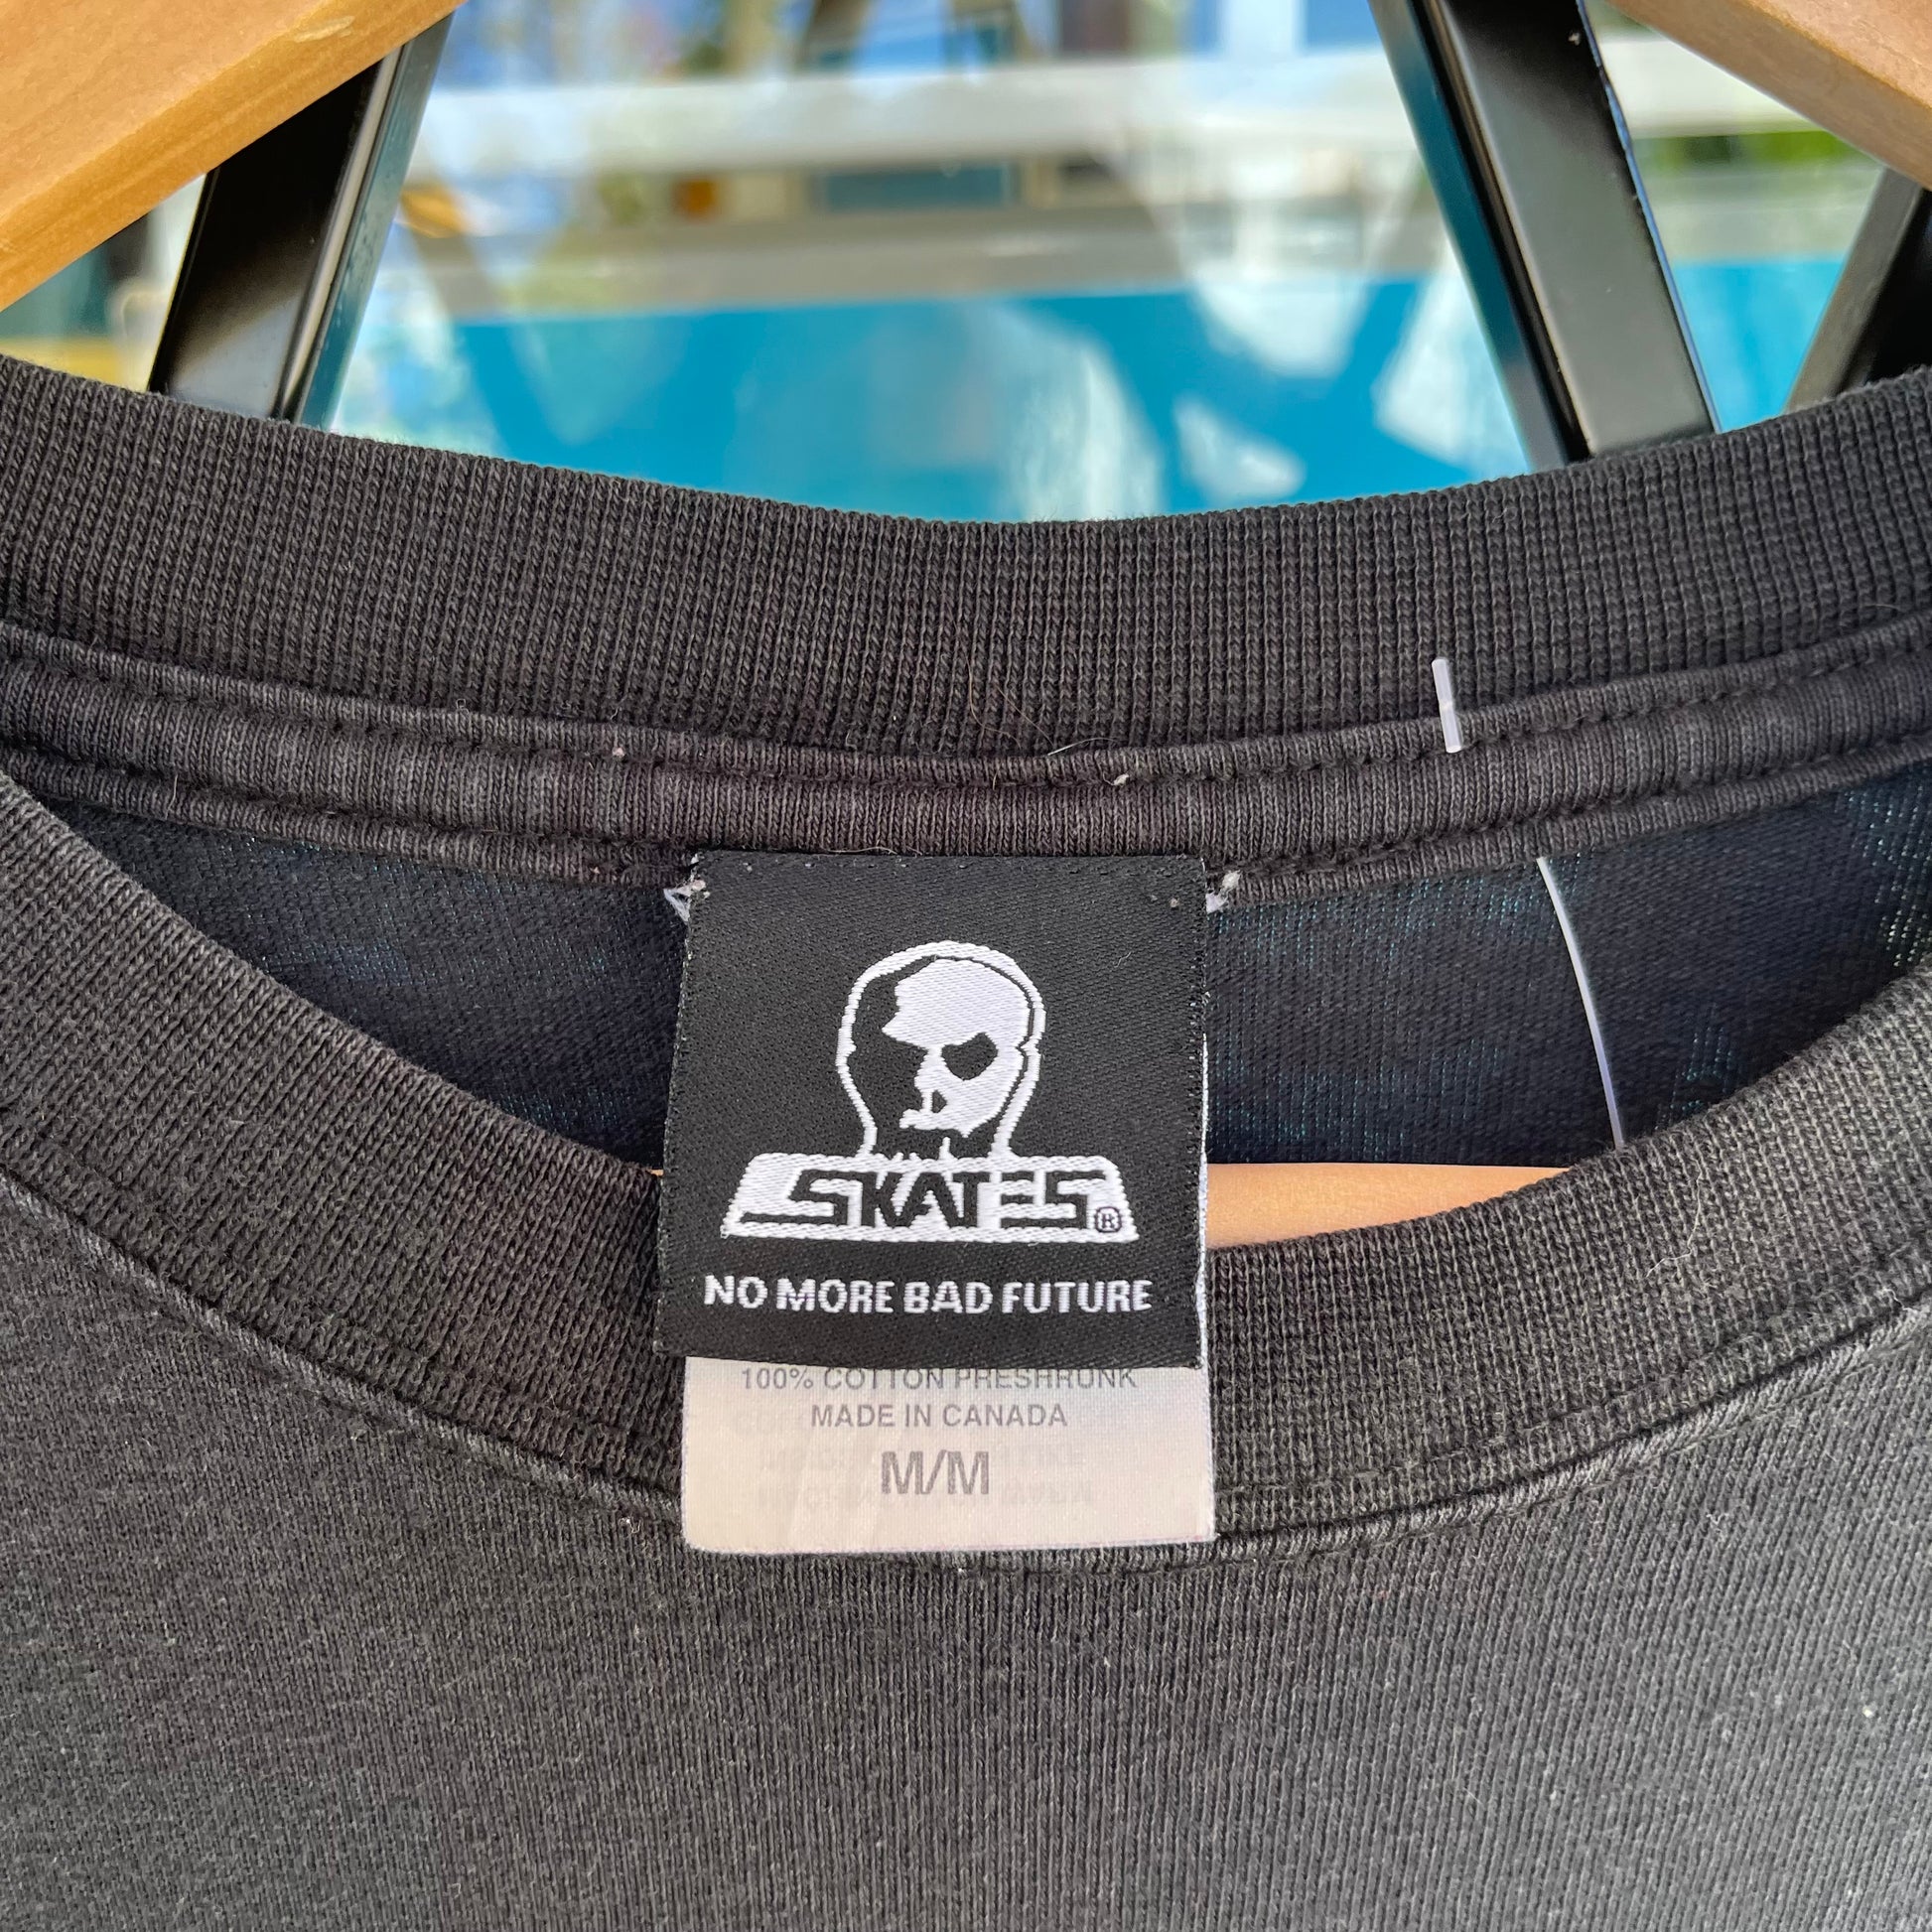 SKATES ®
NO MORE BAD FUTURE
100% COTTON PRESHRUNK
MADE IN CANADA
M/M